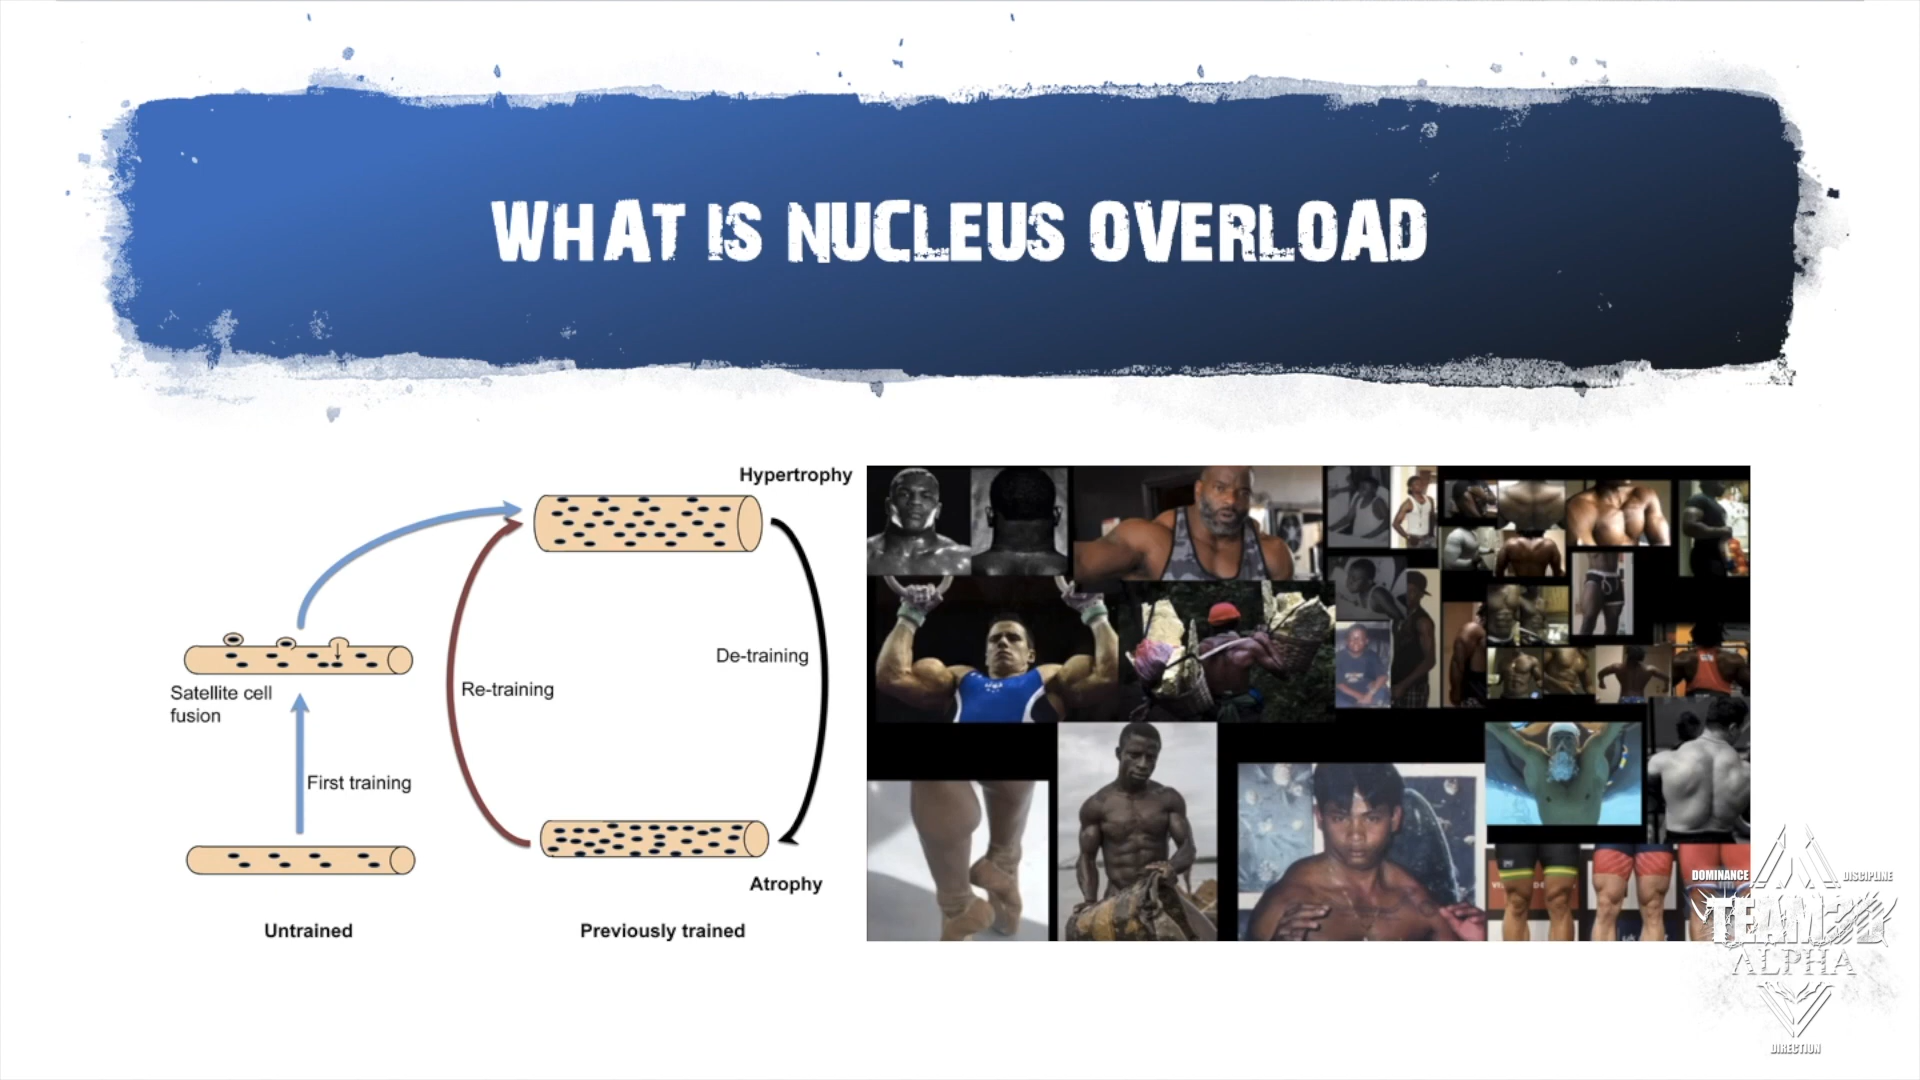 WHAT IS NUCLEUS OVERLOAD
Hypertrophy
De-training
Re-training
Satellite cell
fusion
First training
Atrophy
Untrained
Previously trained
DOMINANCE
DISCIPLINE
TEAM3D
ALPHA
DIRECTION